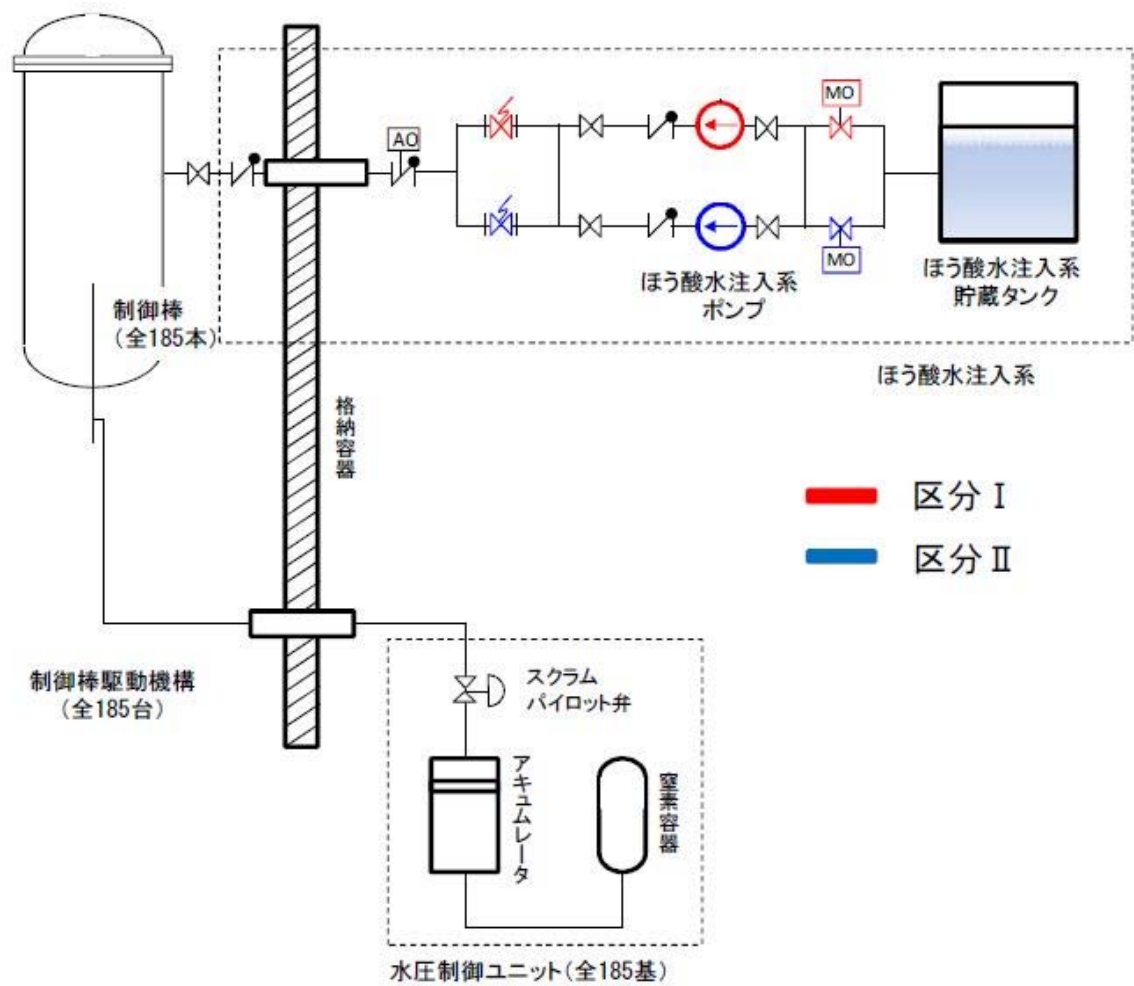 MO
AO
MO
ほう酸水注入系
ポンプ
ほう酸水注入系
貯蔵タンク
制御棒
(全185本)
ほう酸水注入系
格納容器
区分Ⅰ
区分Ⅱ
制御棒駆動機構
(全185台)
スクラム
パイロット弁
アキュムレータ
窒素容器
水圧制御ユニット(全185基)